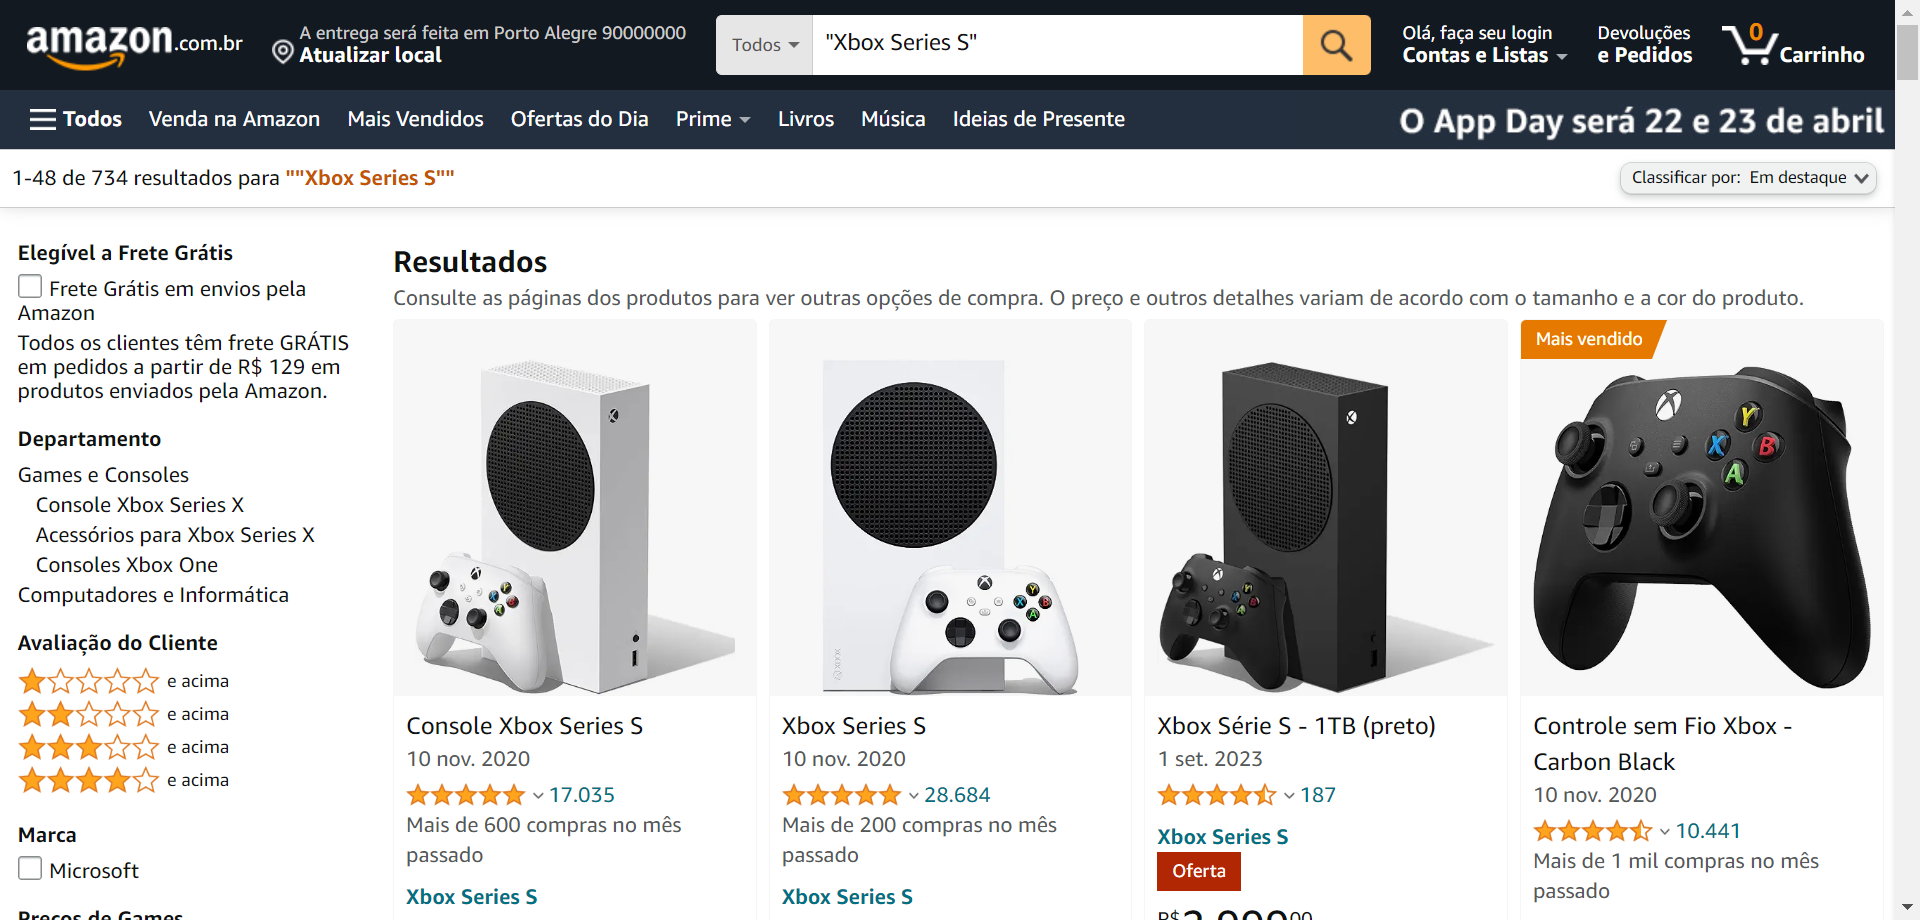 amazon.com.br
A entrega será feita em Porto Alegre 90000000
Atualizar local
Todos
"Xbox Series S"
Olá, faça seu login
Contas e Listas
Devoluções
e Pedidos
0
Carrinho
Todos
Venda na Amazon
Mais Vendidos
Ofertas do Dia
Prime
Livros
Música
Ideias de Presente
O App Day será 22 e 23 de abril
1-48 de 734 resultados para ""Xbox Series S""
Classificar por: Em destaque
Elegível a Frete Grátis
Frete Grátis em envios pela
Amazon
Todos os clientes têm frete GRÁTIS
em pedidos a partir de R$ 129 em
produtos enviados pela Amazon.
Departamento
Games e Consoles
Console Xbox Series X
Acessórios para Xbox Series X
Consoles Xbox One
Computadores e Informática
Avaliação do Cliente
e acima
e acima
e acima
e acima
Marca
Microsoft
Preços de Games
Resultados
Consulte as páginas dos produtos para ver outras opções de compra. O preço e outros detalhes variam de acordo com o tamanho e a cor do produto.
Console Xbox Series S
10 nov. 2020
17.035
Mais de 600 compras no mês
passado
Xbox Series S
XBOX
Xbox Series S
10 nov. 2020
28.684
Mais de 200 compras no mês
passado
Xbox Series S
Xbox Série S - 1TB (preto)
1 set. 2023
187
Xbox Series S
Oferta
R$
Mais vendido
Y
X
B
A
Controle sem Fio Xbox -
Carbon Black
10 nov. 2020
10.441
Mais de 1 mil compras no mês
passado